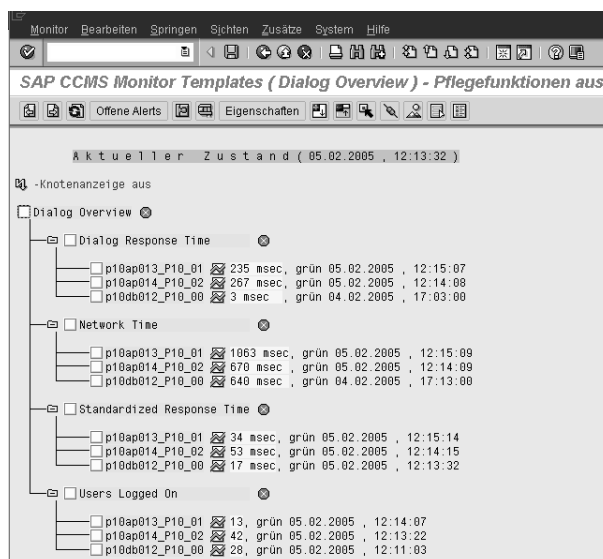 Monitor Bearbeiten Springen Sichten Zusätze System Hilfe
SAP CCMS Monitor Templates ( Dialog Overview ) - Pflegefunktionen aus
Offene Alerts Eigenschaften
Aktueller Zustand ( 05.02.2005 , 12:13:32 )
-Knotenanzeige aus
Dialog Overview
Dialog Response Time
p10ap013_P10_01 235 msec, grün 05.02.2005 , 12:15:07
p10ap014_P10_02 267 msec, grün 05.02.2005 , 12:14:08
p10db012_P10_00 3 msec , grün 04.02.2005 , 17:03:00
Network Time
p10ap013_P10_01 1063 msec, grün 05.02.2005 , 12:15:09
p10ap014_P10_02 670 msec, grün 05.02.2005 , 12:14:09
p10db012_P10_00 640 msec, grün 04.02.2005 , 17:13:00
Standardized Response Time
p10ap013_P10_01 34 msec, grün 05.02.2005 , 12:15:14
p10ap014_P10_02 53 msec, grün 05.02.2005 , 12:14:15
p10db012_P10_00 17 msec, grün 05.02.2005 , 12:13:32
Users Logged On
p10ap013_P10_01 13, grün 05.02.2005 , 12:14:07
p10ap014_P10_02 42, grün 05.02.2005 , 12:13:22
p10db012_P10_00 28, grün 05.02.2005 , 12:11:03